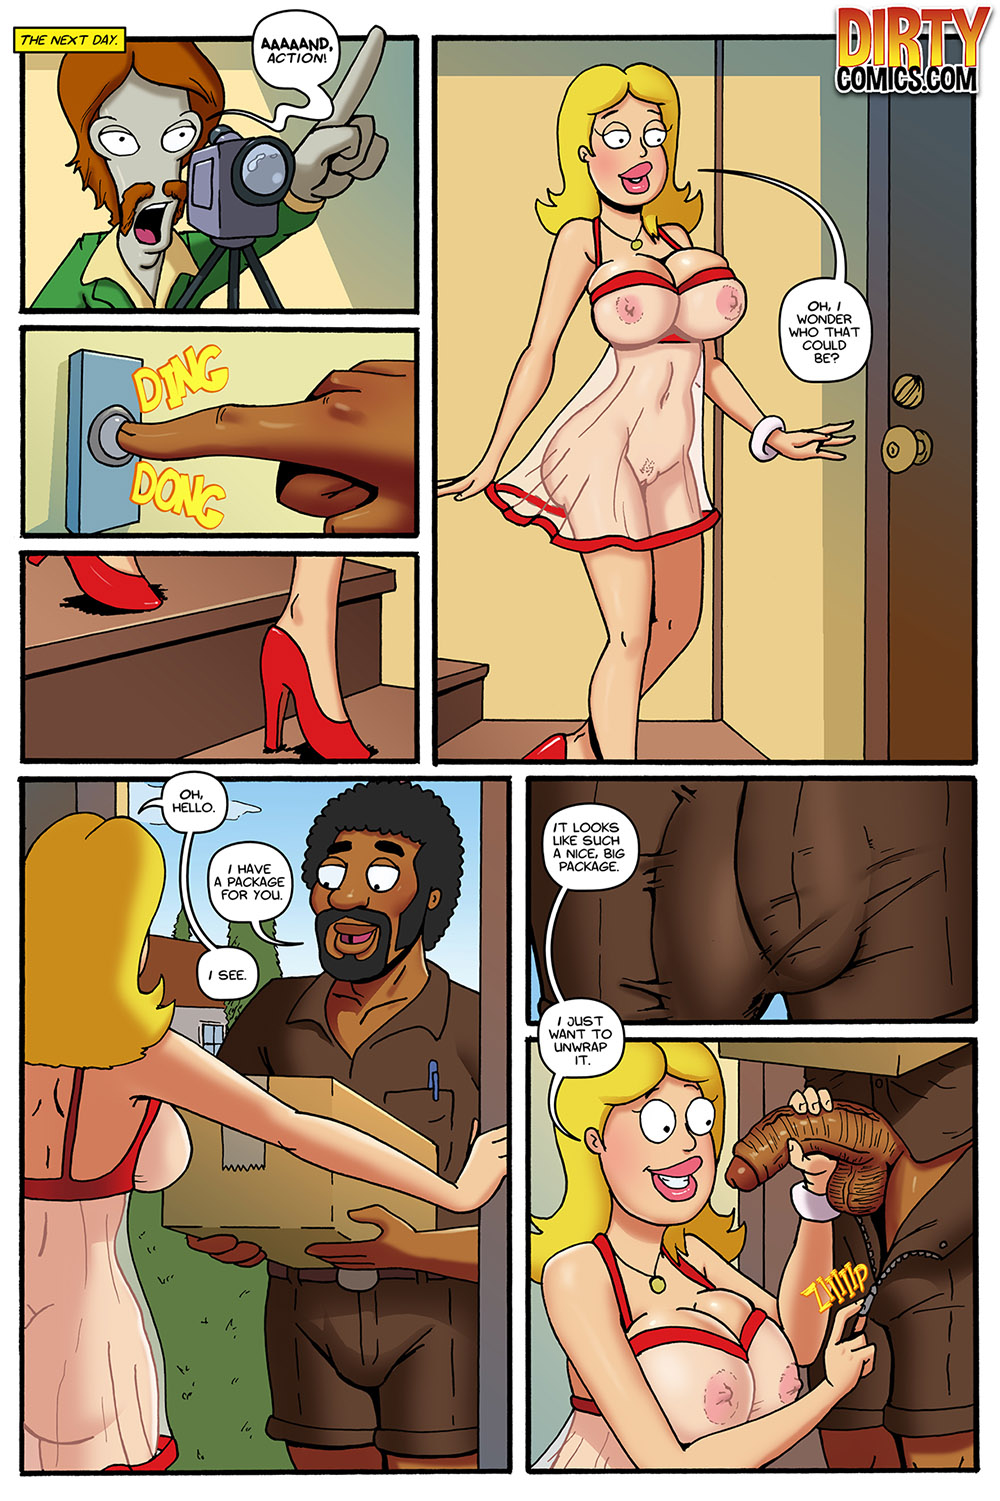 DIRTY
COMICS.COM
THE NEXT DAY.
AAAAAND,
ACTION!
DING
DONG
OH, I
WONDER
WHO THAT
COULD
BE?
OH,
HELLO.
I HAVE
A PACKAGE
FOR YOU.
I SEE.
IT LOOKS
LIKE SUCH
A NICE, BIG
PACKAGE.
I JUST
WANT TO
UNWRAP
IT.
ZIIIIIP